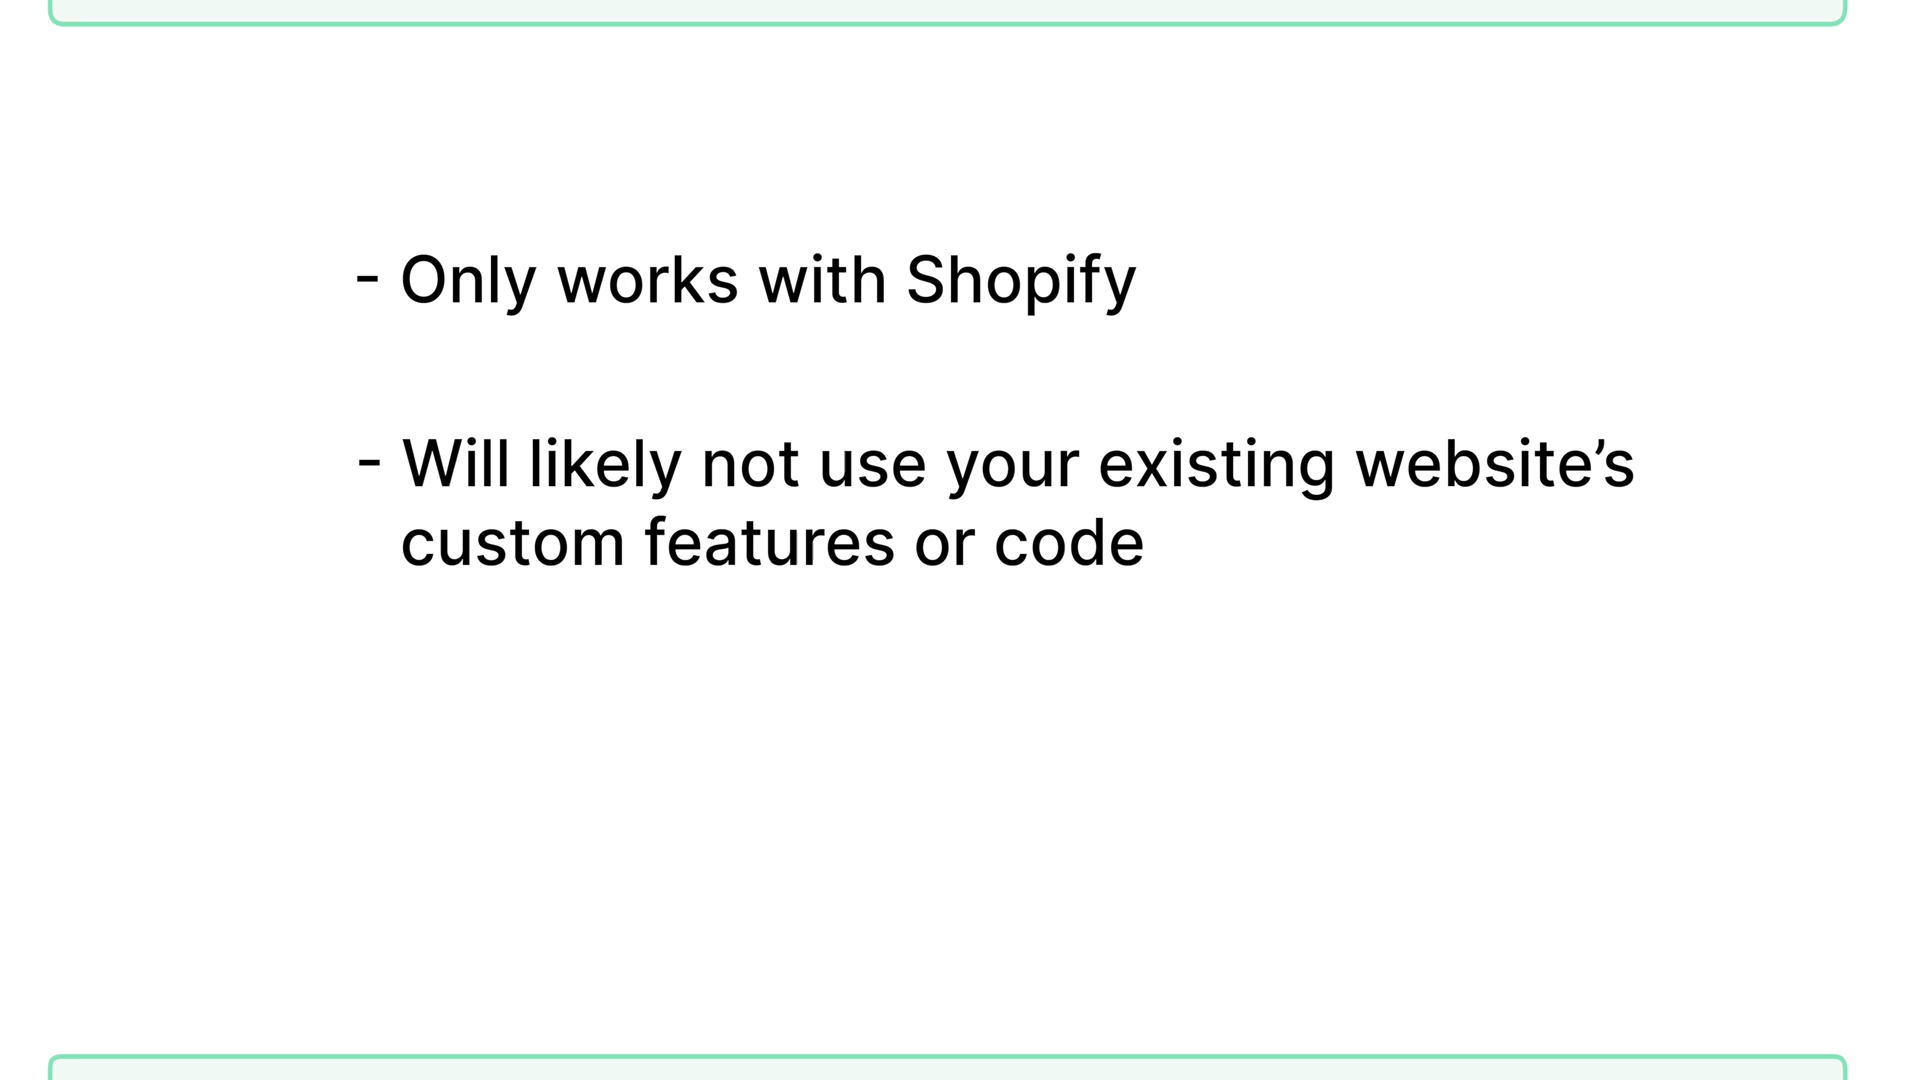 - Only works with Shopify
- Will likely not use your existing website’s
custom features or code